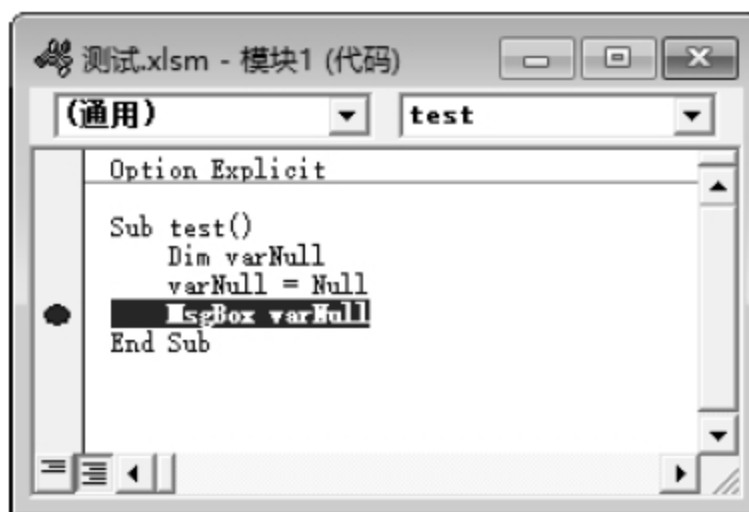 测试.xlsm - 模块1 (代码)
(通用)
test
Option Explicit
Sub test()
Dim varNull
varNull = Null
MsgBox varNull
End Sub